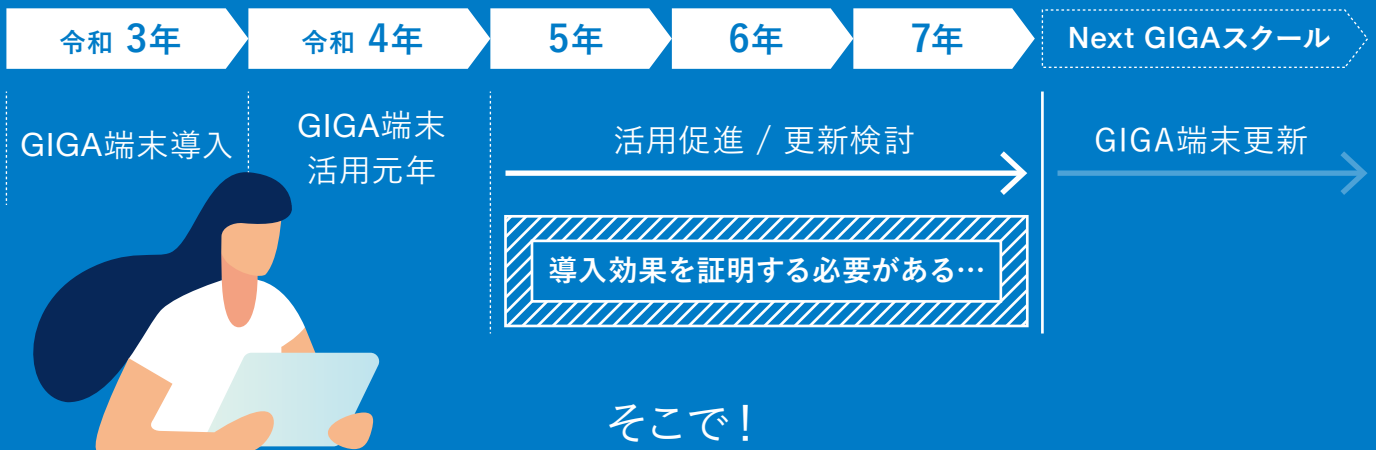 令和 3年
令和 4年
5年
6年
7年
Next GIGAスクール
GIGA端末導入
GIGA端末
活用元年
活用促進 / 更新検討
GIGA端末更新
導入効果を証明する必要がある…
そこで!